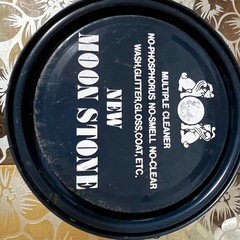 MULTIPLE CLEANER
NO-PHOSPHORUS NO-SMELL NO-CLEAR
WASH,GLITTER,GLOSS,COAT, ETC.
NEW
MOON STONE